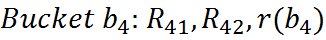 Bucket b₄: R₄₁, R₄₂, r(b₄)